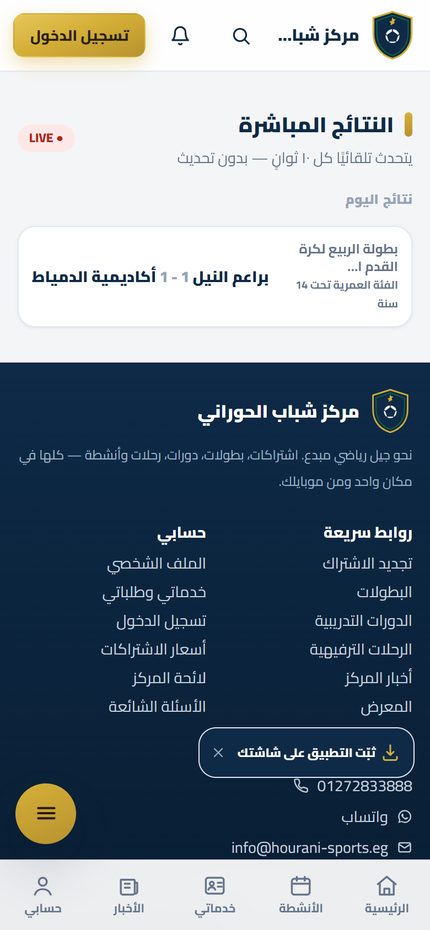 مركز شبا...
تسجيل الدخول
النتائج المباشرة
LIVE ●
يتحدث تلقائيًا كل ١٠ ثوانٍ — بدون تحديث
نتائج اليوم
بطولة الربيع لكرة
القدم ا...
الفئة العمرية تحت 14
سنة
براعم النيل 1 - 1 أكاديمية الدمياط
مركز شباب الحوراني
نحو جيل رياضي مبدع. اشتراكات، بطولات، دورات، رحلات وأنشطة — كلها في
مكان واحد ومن موبايلك.
روابط سريعة
تجديد الاشتراك
البطولات
الدورات التدريبية
الرحلات الترفيهية
أخبار المركز
المعرض
حسابي
الملف الشخصي
خدماتي وطلباتي
تسجيل الدخول
أسعار الاشتراكات
لائحة المركز
الأسئلة الشائعة
ثبّت التطبيق على شاشتك
01272833888
واتساب
info@hourani-sports.eg
الرئيسية
الأنشطة
خدماتي
الأخبار
حسابي